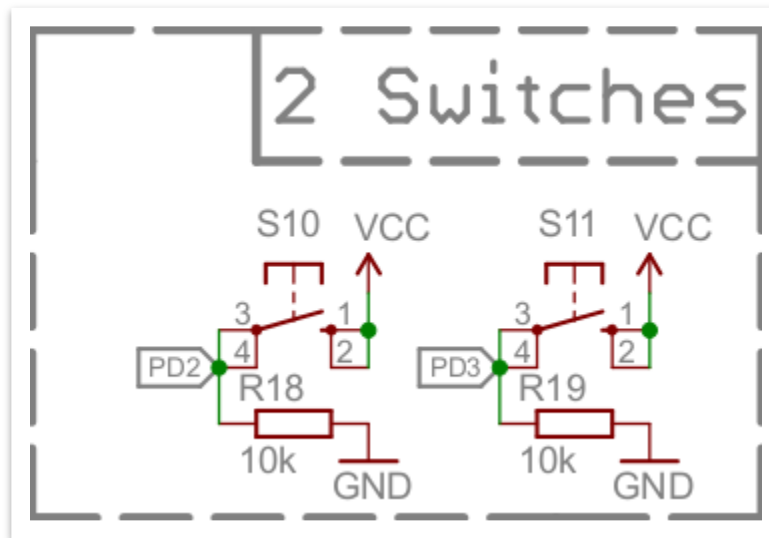 2 Switches
S10 VCC S11 VCC
3 1 3 1
PD2 4 2 PD3 4 2
R18 R19
10k 10k
GND GND